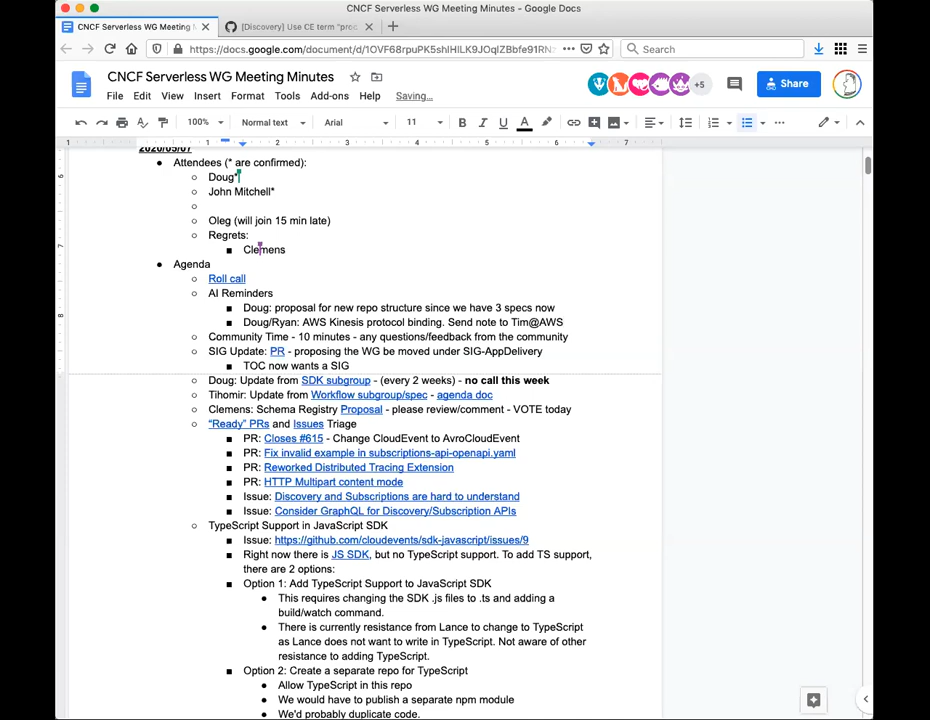 CNCF Serverless WG Meeting Minutes - Google Docs
CNCF Serverless WG Meeting Minutes
[Discovery] Use CE term "proc
https://docs.google.com/document/d/1OVF68rpuPK5shIHlLK9JOqlZBbfe91RN
Search
CNCF Serverless WG Meeting Minutes
+5
Share
File Edit View Insert Format Tools Add-ons Help Saving...
100% Normal text Arial 11 B I U A
1 1 2 3 4 5 6 7
2020/05/07
Attendees (* are confirmed):
Doug*
John Mitchell*
Oleg (will join 15 min late)
Regrets:
Clemens
Agenda
Roll call
AI Reminders
Doug: proposal for new repo structure since we have 3 specs now
Doug/Ryan: AWS Kinesis protocol binding. Send note to Tim@AWS
Community Time - 10 minutes - any questions/feedback from the community
SIG Update: PR - proposing the WG be moved under SIG-AppDelivery
TOC now wants a SIG
Doug: Update from SDK subgroup - (every 2 weeks) - no call this week
Tihomir: Update from Workflow subgroup/spec - agenda doc
Clemens: Schema Registry Proposal - please review/comment - VOTE today
"Ready" PRs and Issues Triage
PR: Closes #615 - Change CloudEvent to AvroCloudEvent
PR: Fix invalid example in subscriptions-api-openapi.yaml
PR: Reworked Distributed Tracing Extension
PR: HTTP Multipart content mode
Issue: Discovery and Subscriptions are hard to understand
Issue: Consider GraphQL for Discovery/Subscription APIs
TypeScript Support in JavaScript SDK
Issue: https://github.com/cloudevents/sdk-javascript/issues/9
Right now there is JS SDK, but no TypeScript support. To add TS support,
there are 2 options:
Option 1: Add TypeScript Support to JavaScript SDK
This requires changing the SDK .js files to .ts and adding a
build/watch command.
There is currently resistance from Lance to change to TypeScript
as Lance does not want to write in TypeScript. Not aware of other
resistance to adding TypeScript.
Option 2: Create a separate repo for TypeScript
Allow TypeScript in this repo
We would have to publish a separate npm module
We'd probably duplicate code.
6
7
8